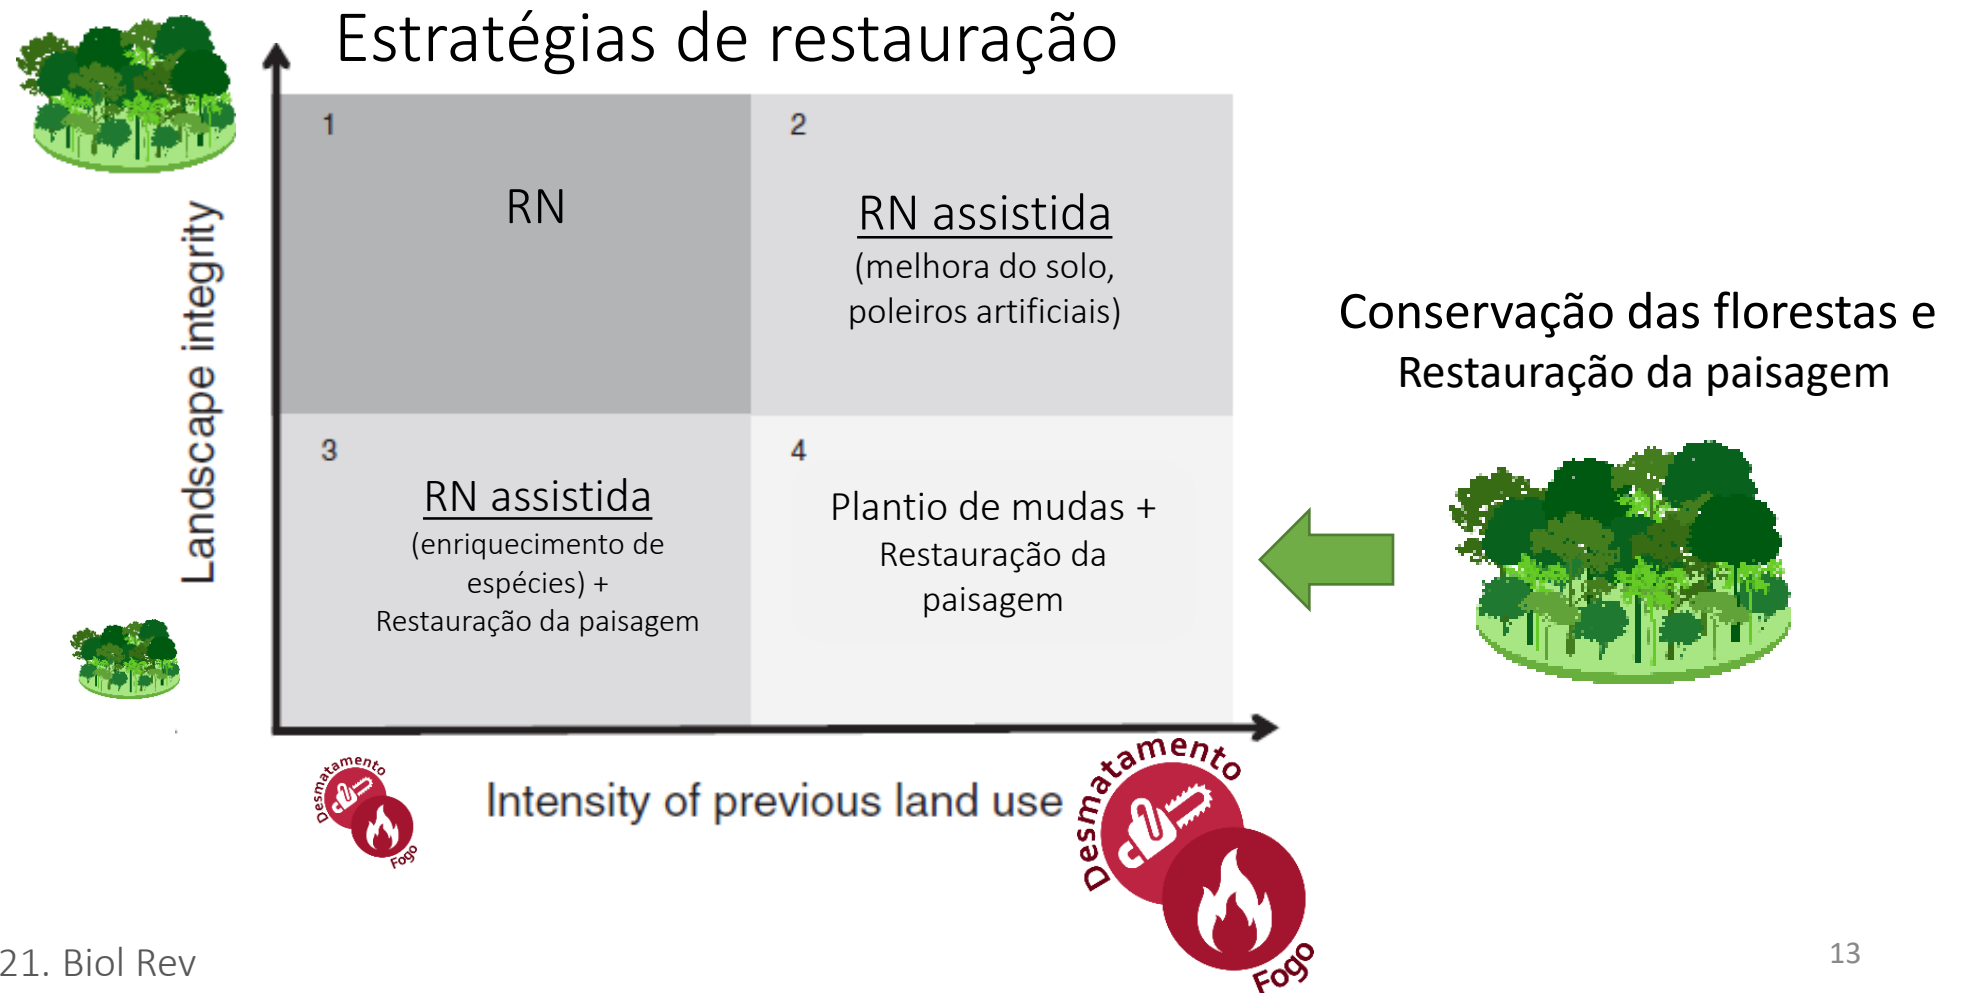 Estratégias de restauração
1
RN
2
RN assistida
(melhora do solo,
poleiros artificiais)
3
RN assistida
(enriquecimento de
espécies) +
Restauração da paisagem
4
Plantio de mudas +
Restauração da
paisagem
Landscape integrity
Intensity of previous land use
Desmatamento
Fogo
Desmatamento
Fogo
Conservação das florestas e
Restauração da paisagem
21. Biol Rev
13